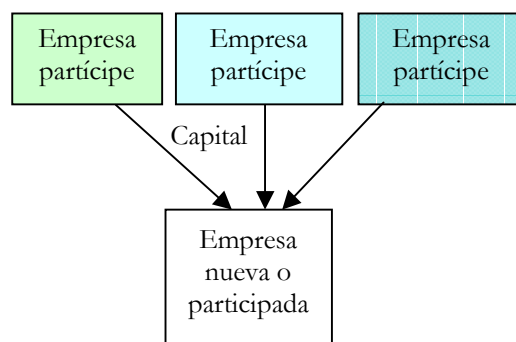 Empresa
partícipe
Empresa
partícipe
Empresa
partícipe
Capital
Empresa
nueva o
participada